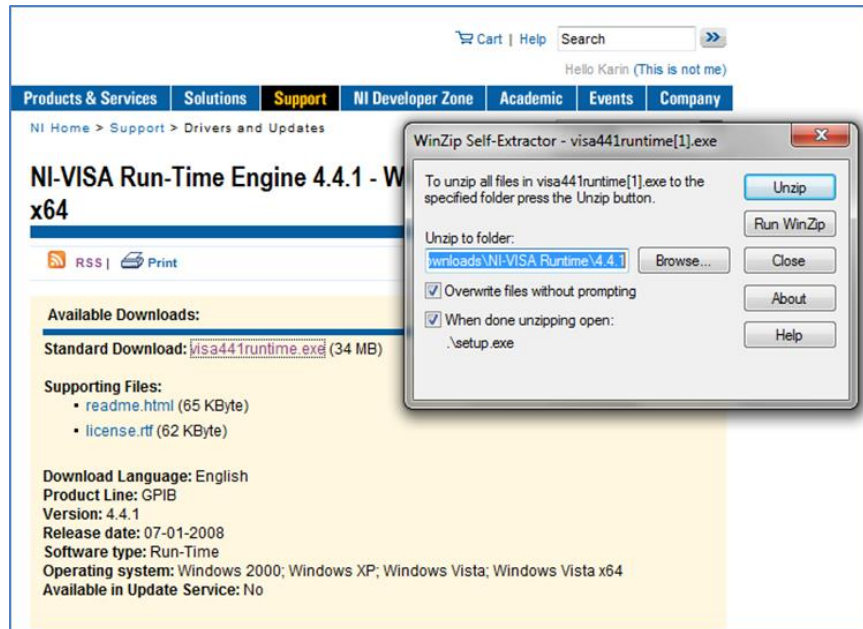 Cart | Help Search
Hello Karin (This is not me)
Products & Services Solutions Support NI Developer Zone Academic Events Company
NI Home > Support > Drivers and Updates
NI-VISA Run-Time Engine 4.4.1 - W
x64
RSS | Print
Available Downloads:
Standard Download: visa441runtime.exe (34 MB)
Supporting Files:
• readme.html (65 KByte)
• license.rtf (62 KByte)
Download Language: English
Product Line: GPIB
Version: 4.4.1
Release date: 07-01-2008
Software type: Run-Time
Operating system: Windows 2000; Windows XP; Windows Vista; Windows Vista x64
Available in Update Service: No
WinZip Self-Extractor - visa441runtime[1].exe
To unzip all files in visa441runtime[1].exe to the
specified folder press the Unzip button.
Unzip to folder:
wnloads\NI-VISA Runtime\4.4.1 Browse...
Overwrite files without prompting
When done unzipping open:
.\setup.exe
Unzip
Run WinZip
Close
About
Help